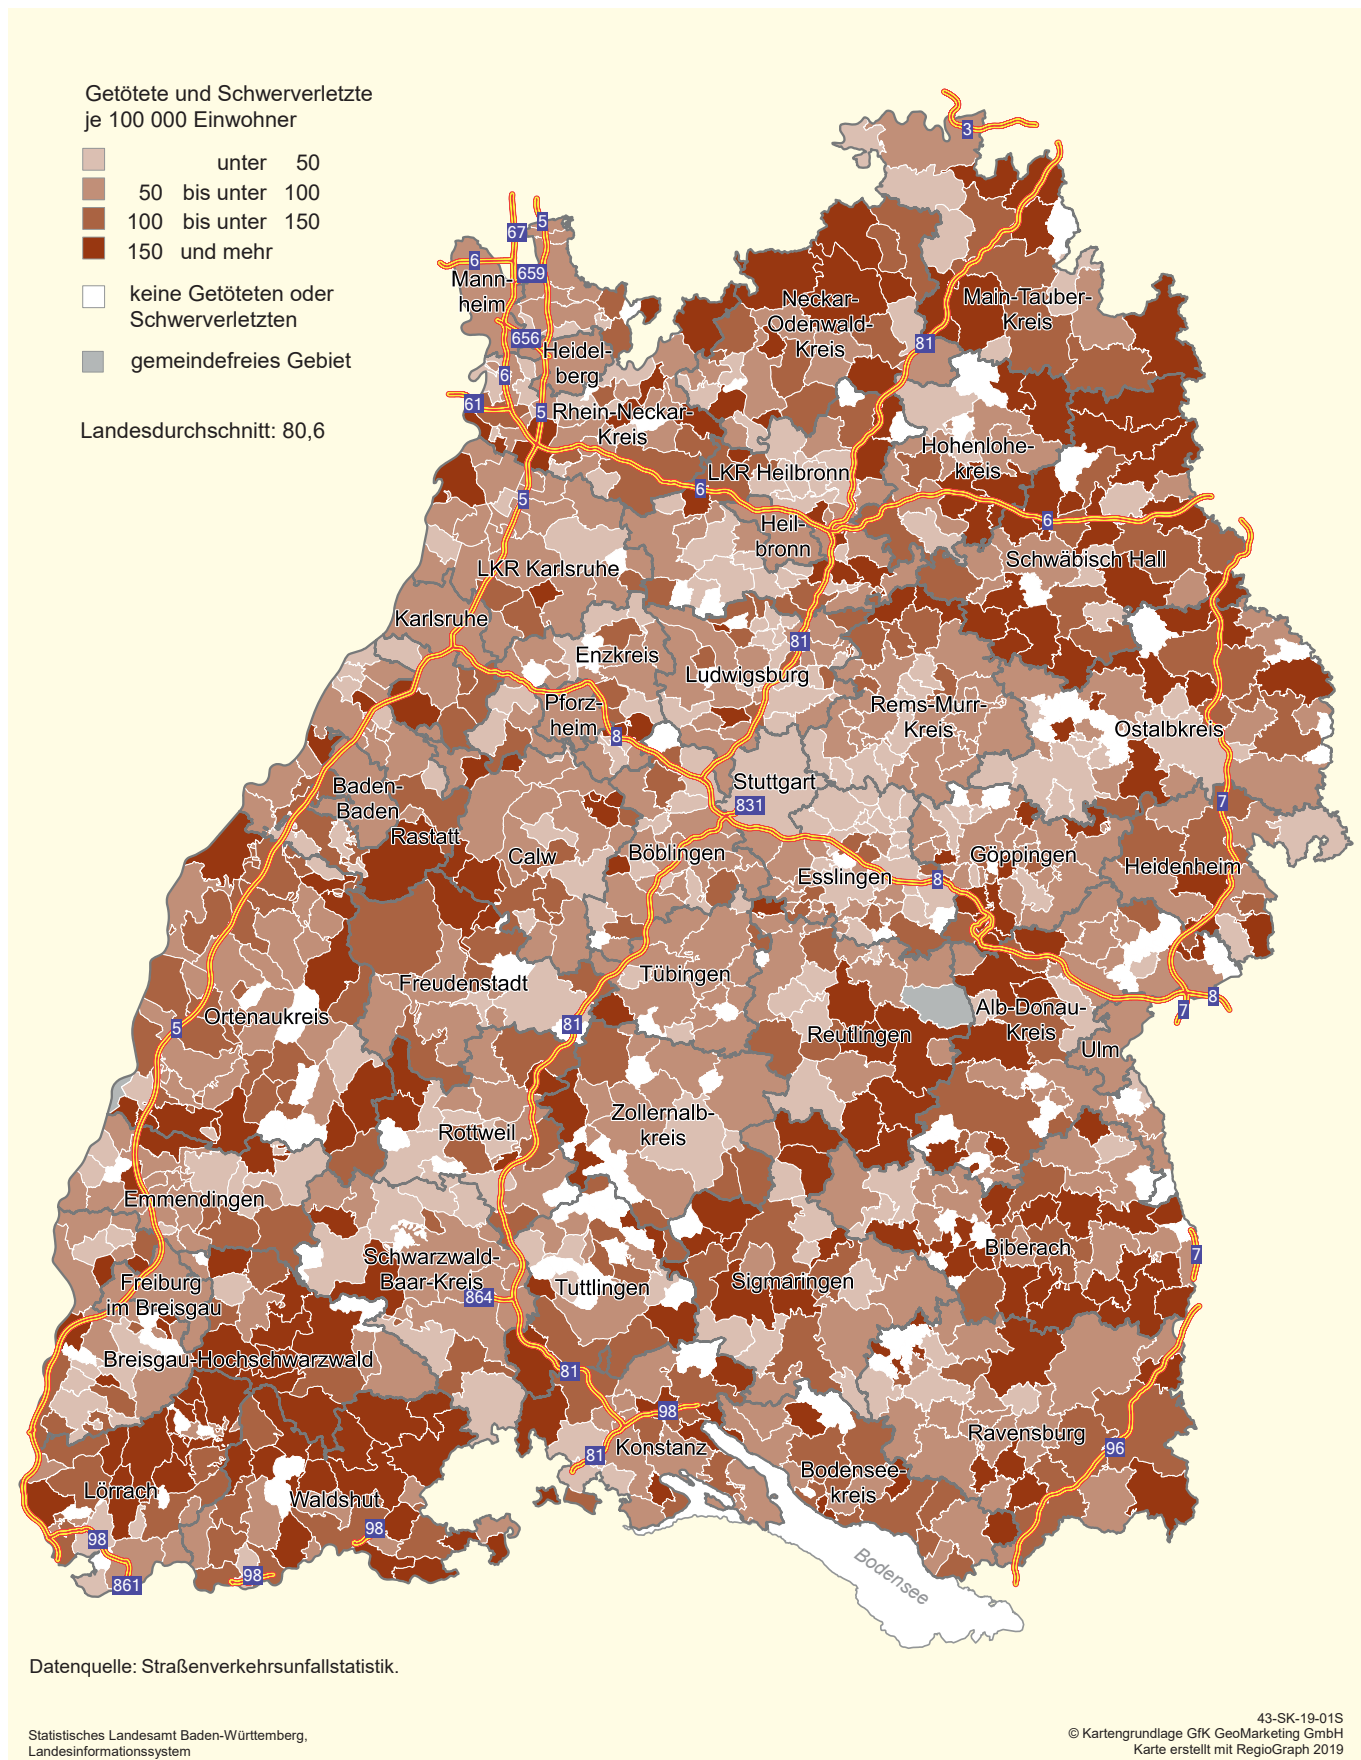 Getötete und Schwerverletzte
je 100 000 Einwohner
unter 50
50 bis unter 100
100 bis unter 150
150 und mehr
keine Getöteten oder
Schwerverletzten
gemeindefreies Gebiet
Landesdurchschnitt: 80,6
3
67
5
6
659
Mann-
heim
Neckar-
Odenwald-
Kreis
Main-Tauber-
Kreis
656
Heidel-
berg
81
6
61
5
Rhein-Neckar-
Kreis
Hohenlohe-
kreis
LKR Heilbronn
6
5
Heil-
bronn
6
Schwäbisch Hall
LKR Karlsruhe
Karlsruhe
81
Enzkreis
Ludwigsburg
Pforz-
heim
8
Rems-Murr-
Kreis
Ostalbkreis
Stuttgart
831
7
Baden-
Baden
Rastatt
Calw
Böblingen
Esslingen
8
Göppingen
Heidenheim
Freudenstadt
Tübingen
Ortenaukreis
5
81
Reutlingen
Alb-Donau-
Kreis
7
8
Ulm
Zollernalb-
kreis
Rottweil
Emmendingen
Schwarzwald-
Baar-Kreis
864
Freiburg
im Breisgau
Tuttlingen
Sigmaringen
Biberach
7
Breisgau-Hochschwarzwald
81
98
81
Konstanz
Ravensburg
96
Bodensee-
kreis
Lörrach
Waldshut
98
98
98
861
Bodensee
Datenquelle: Straßenverkehrsunfallstatistik.
Statistisches Landesamt Baden-Württemberg,
Landesinformationssystem
43-SK-19-01S
© Kartengrundlage GfK GeoMarketing GmbH
Karte erstellt mit RegioGraph 2019